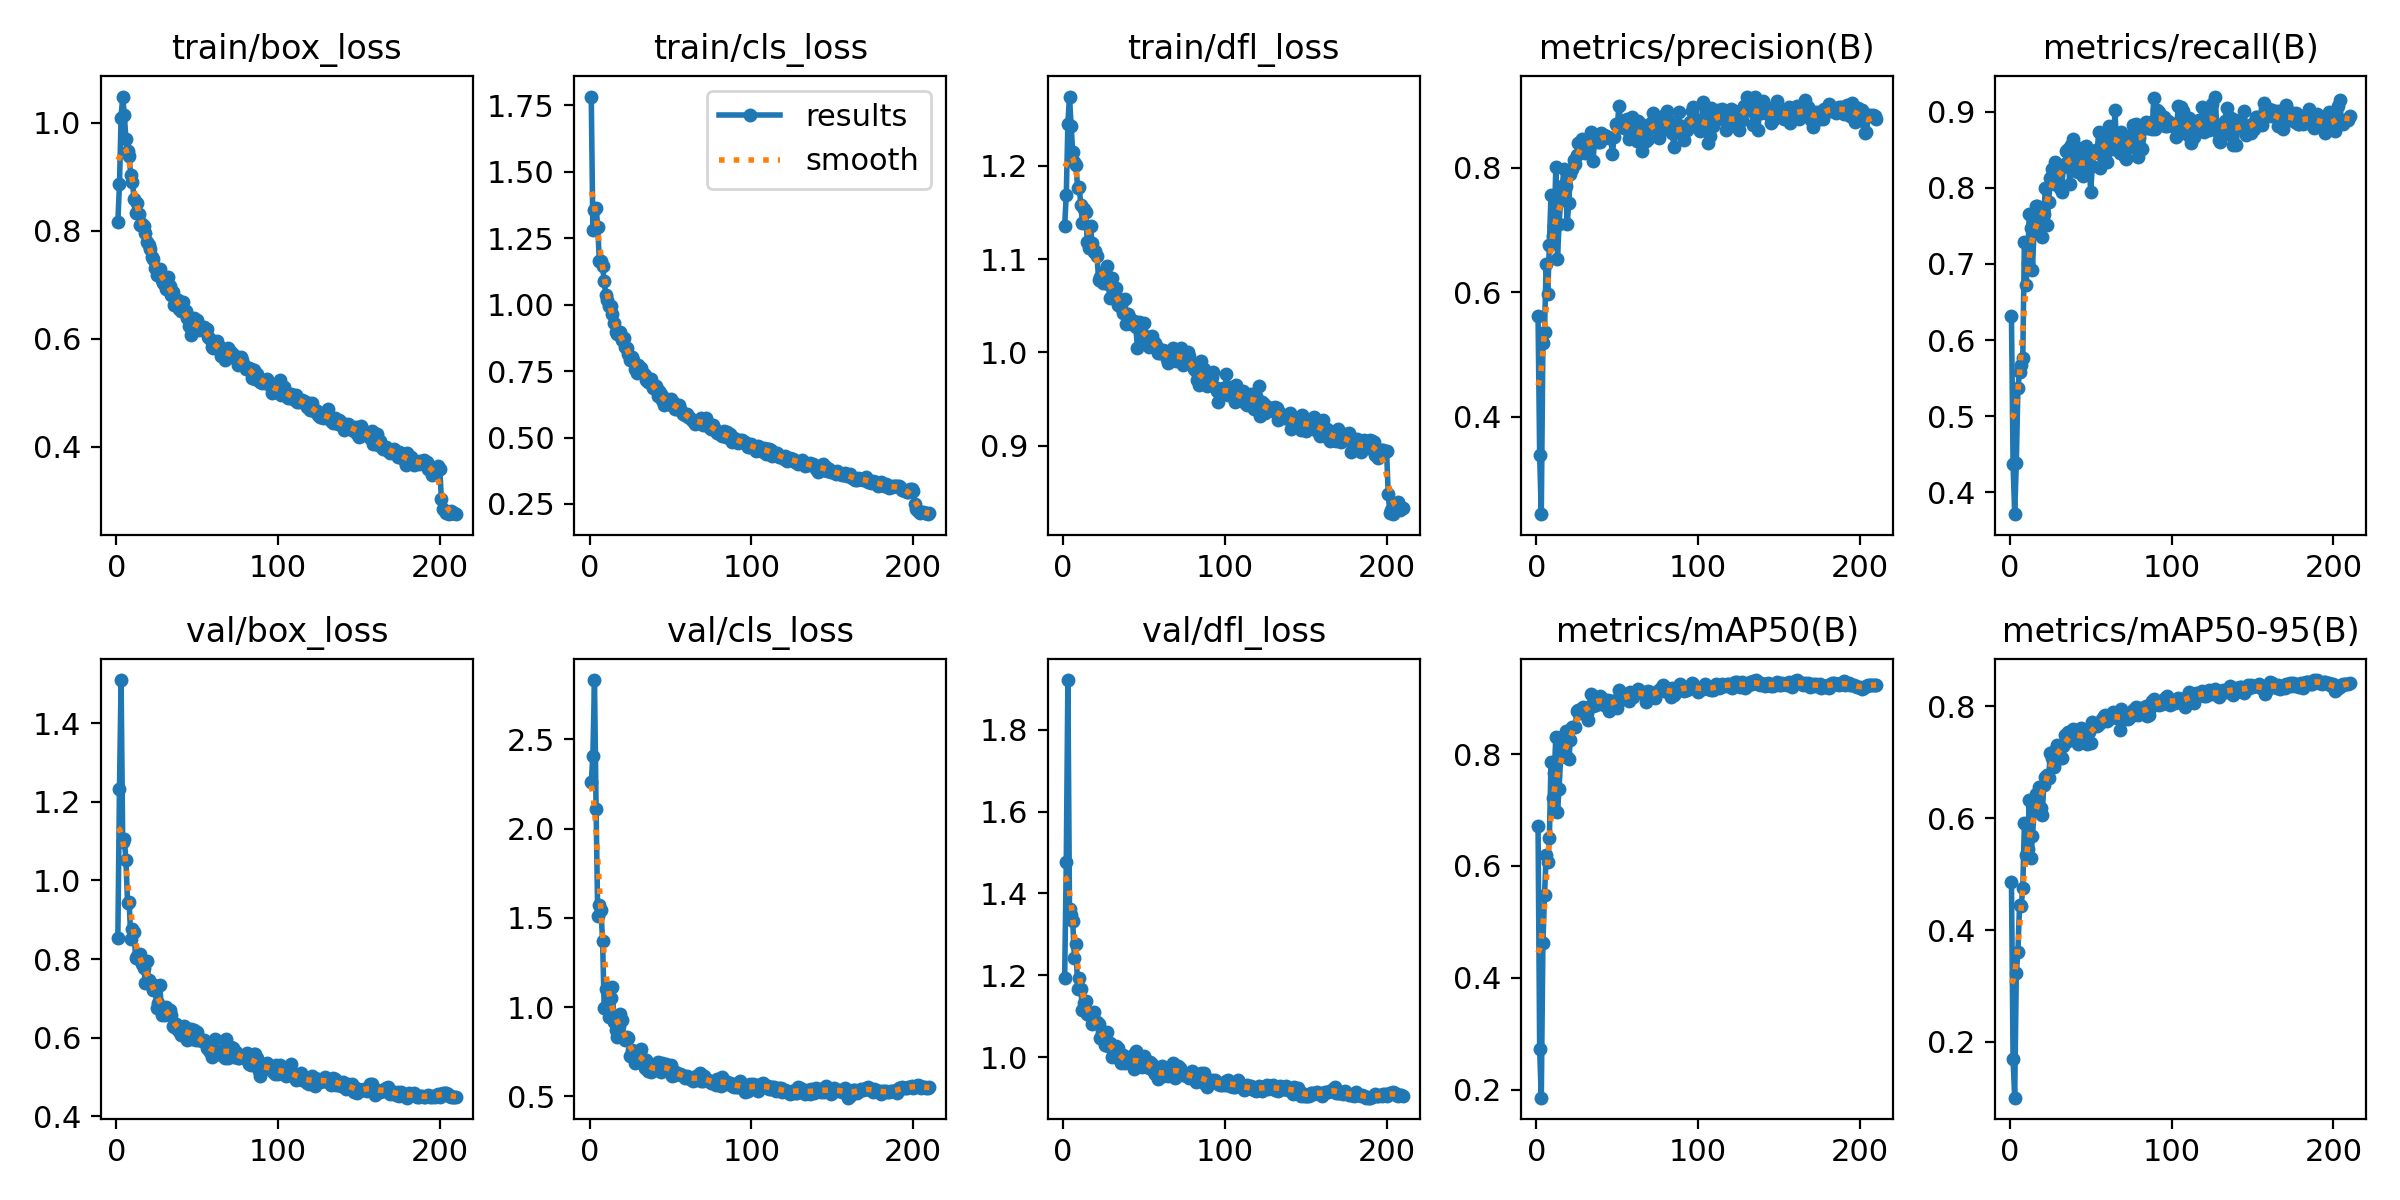 train/box_loss
1.0
0.8
0.6
0.4
0 100 200
train/cls_loss
results
smooth
1.75
1.50
1.25
1.00
0.75
0.50
0.25
0 100 200
train/dfl_loss
1.2
1.1
1.0
0.9
0 100 200
metrics/precision(B)
0.8
0.6
0.4
0 100 200
metrics/recall(B)
0.9
0.8
0.7
0.6
0.5
0.4
0 100 200
val/box_loss
1.4
1.2
1.0
0.8
0.6
0.4
0 100 200
val/cls_loss
2.5
2.0
1.5
1.0
0.5
0 100 200
val/dfl_loss
1.8
1.6
1.4
1.2
1.0
0 100 200
metrics/mAP50(B)
0.8
0.6
0.4
0.2
0 100 200
metrics/mAP50-95(B)
0.8
0.6
0.4
0.2
0 100 200